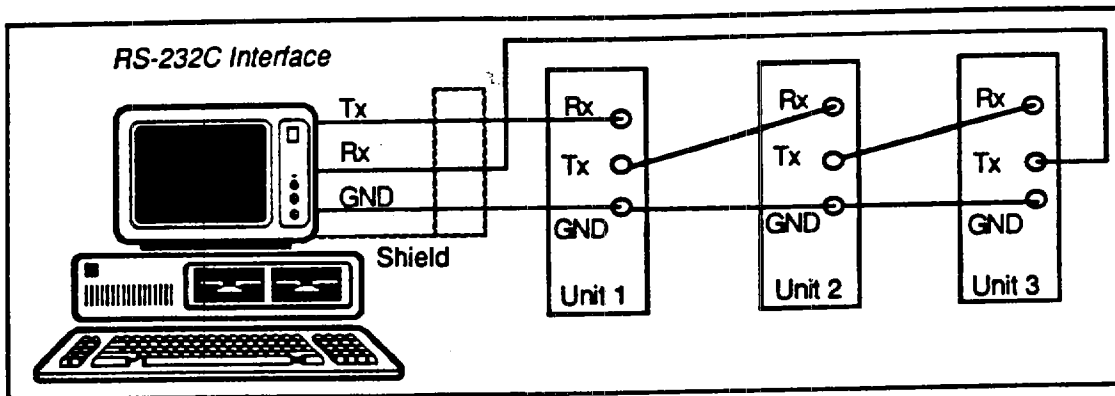 RS-232C Interface
Tx
Rx
GND
Shield
Rx
Tx
GND
Unit 1
Rx
Tx
GND
Unit 2
Rx
Tx
GND
Unit 3